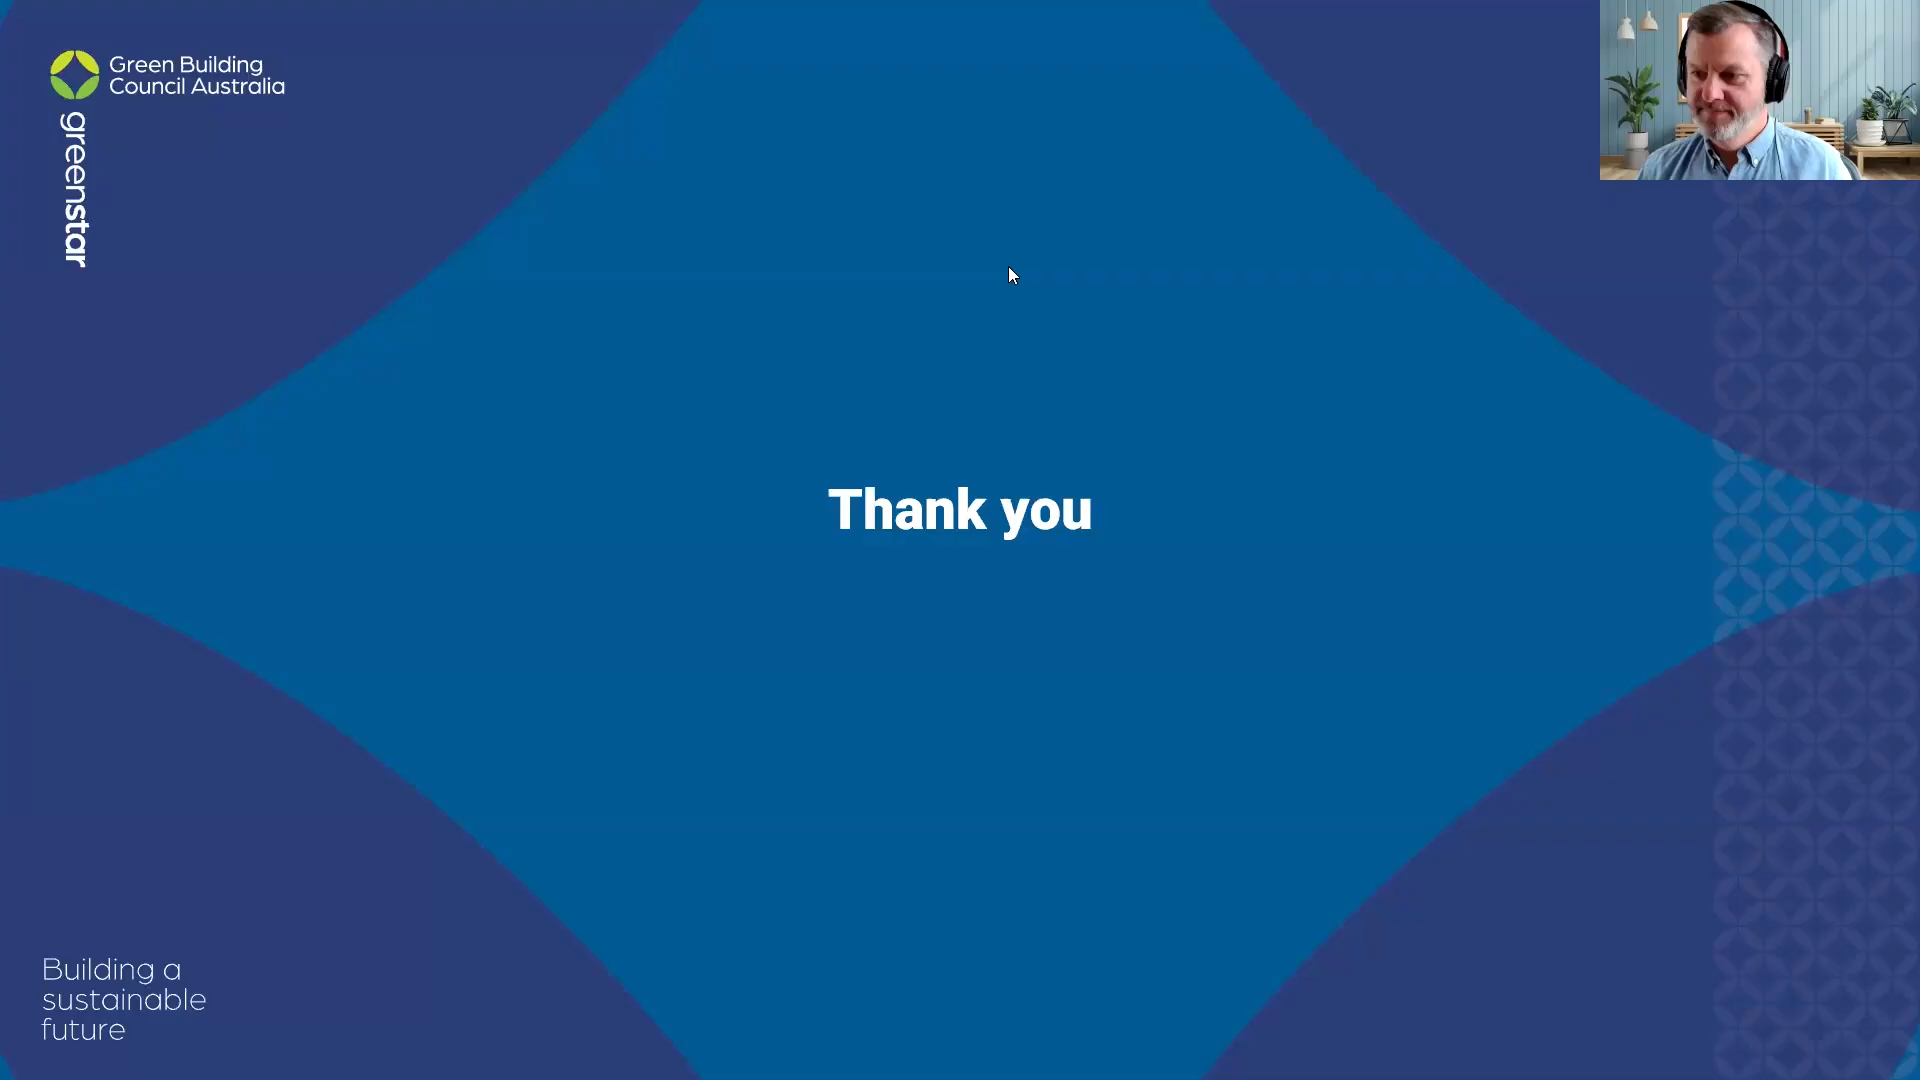 Green Building
Council Australia
greenstar
Thank you
Building a
sustainable
future